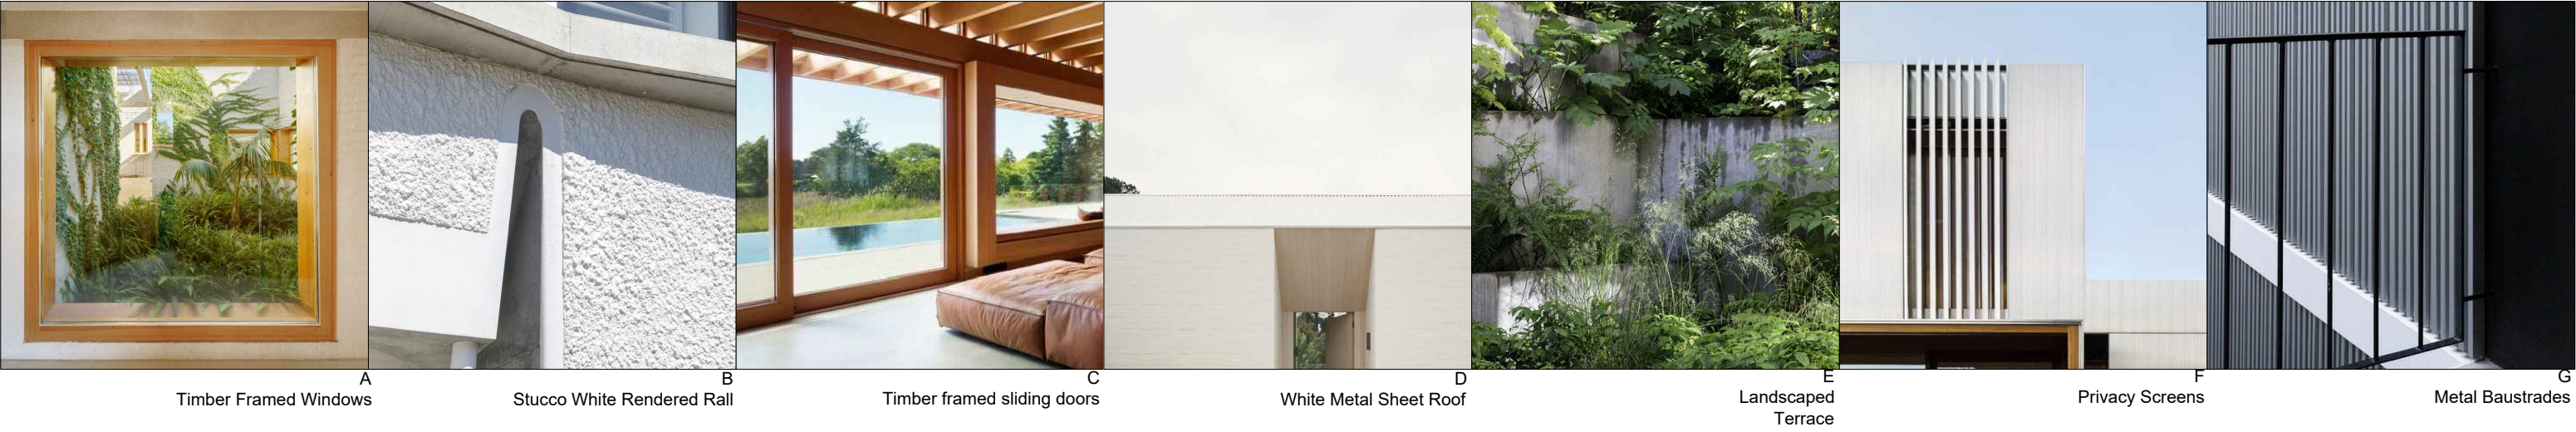 A
Timber Framed Windows
B
Stucco White Rendered Rall
C
Timber framed sliding doors
D
White Metal Sheet Roof
E
Landscaped
Terrace
F
Privacy Screens
G
Metal Baustrades